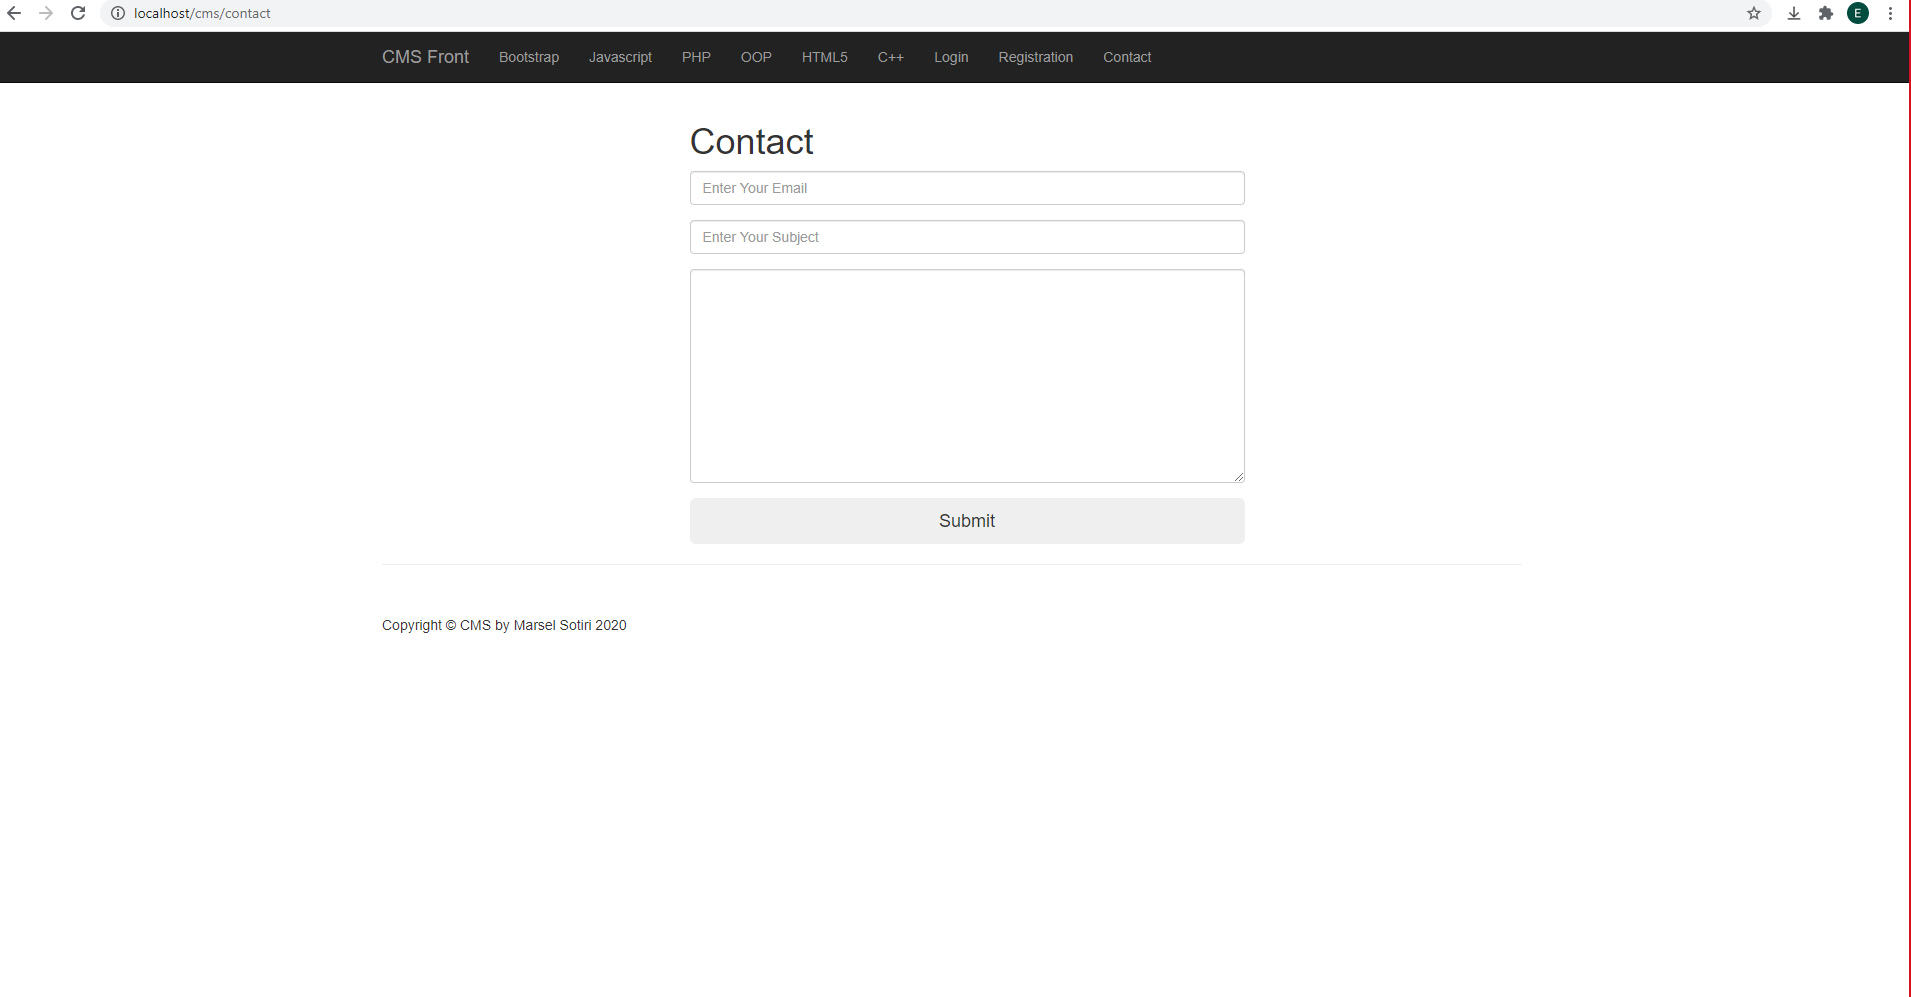 localhost/cms/contact
E
CMS Front Bootstrap Javascript PHP OOP HTML5 C++ Login Registration Contact
Contact
Enter Your Email
Enter Your Subject
Submit
Copyright © CMS by Marsel Sotiri 2020